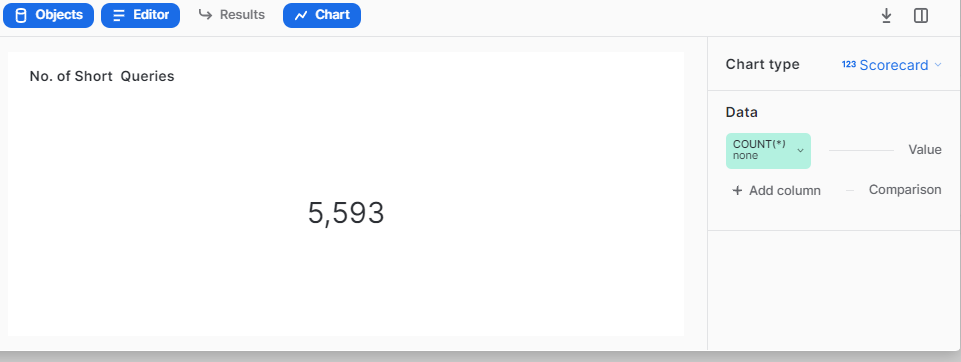 Objects Editor Results Chart
No. of Short Queries
5,593
Chart type 123 Scorecard
Data
COUNT(*)
none
Value
+ Add column Comparison